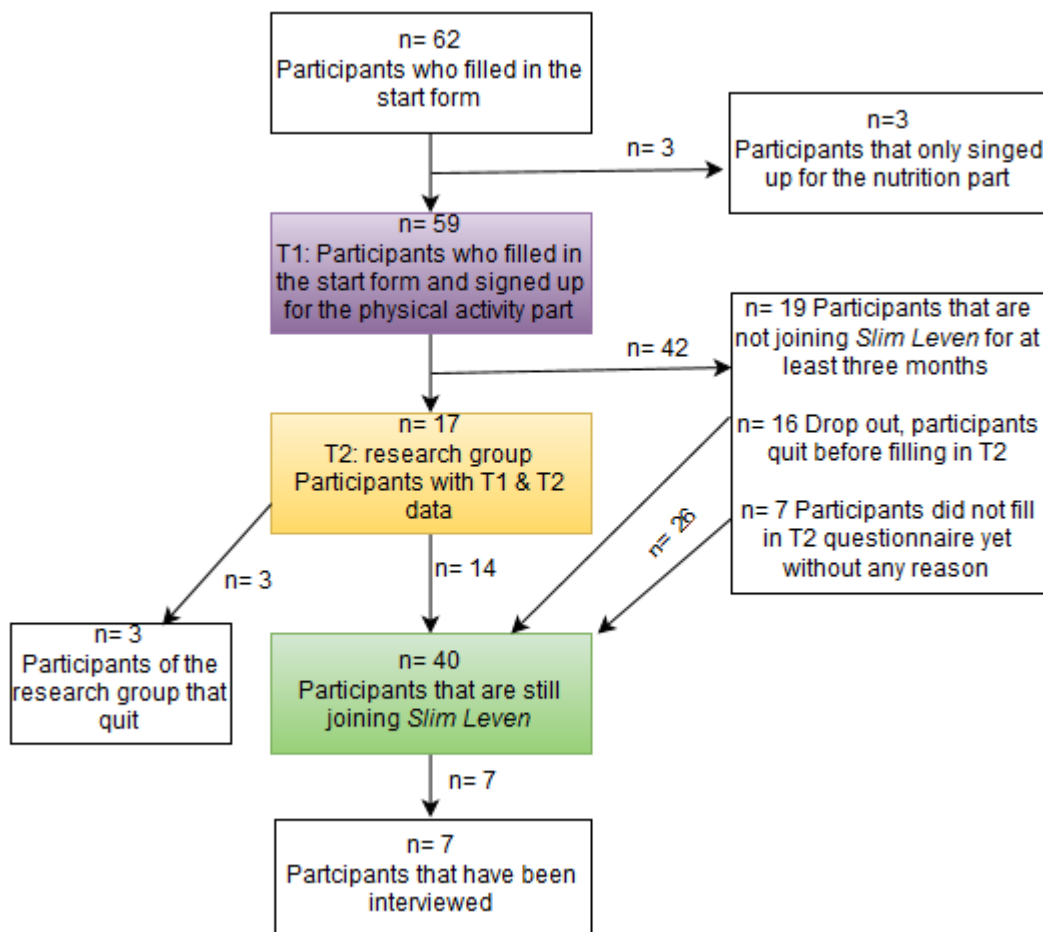 n= 62
Participants who filled in the
start form
n= 3
n=3
Participants that only singed
up for the nutrition part
n= 59
T1: Participants who filled in
the start form and signed up
for the physical activity part
n= 42
n= 19 Participants that are
not joining Slim Leven for at
least three months
n= 16 Drop out, participants
quit before filling in T2
n= 7 Participants did not fill
in T2 questionnaire yet
without any reason
n= 17
T2: research group
Participants with T1 & T2
data
n= 26
n= 3
n= 14
n= 3
Participants of the
research group that
quit
n= 40
Participants that are still
joining Slim Leven
n= 7
n= 7
Partcipants that have been
interviewed